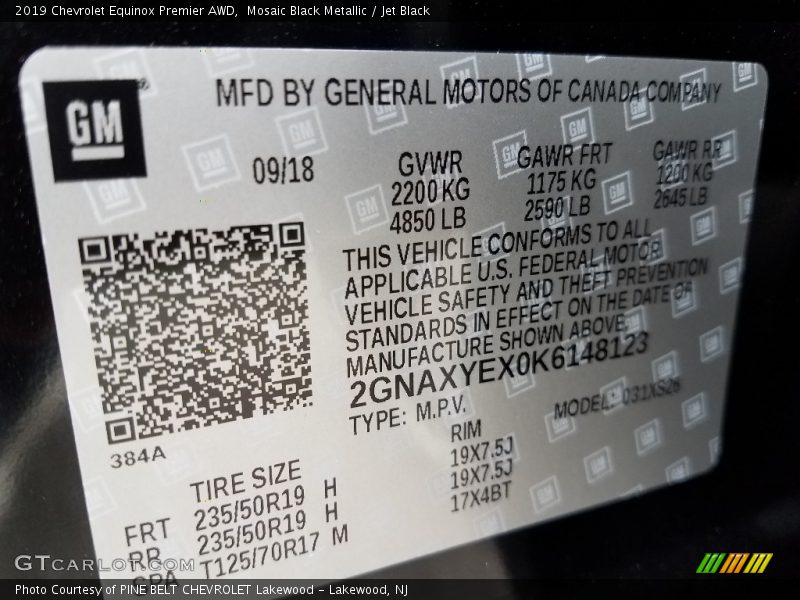 2019 Chevrolet Equinox Premier AWD, Mosaic Black Metallic / Jet Black
GM
MFD BY GENERAL MOTORS OF CANADA COMPANY
09/18
GVWR
2200 KG
4850 LB
GAWR FRT
1175 KG
2590 LB
GAWR RR
1200 KG
2645 LB
THIS VEHICLE CONFORMS TO ALL
APPLICABLE U.S. FEDERAL MOTOR
VEHICLE SAFETY AND THEFT PREVENTION
STANDARDS IN EFFECT ON THE DATE OF
MANUFACTURE SHOWN ABOVE.
2GNAXYEX0K6148123
TYPE: M.P.V. MODEL: 031XS26
384A
TIRE SIZE RIM
FRT 235/50R19 H 19X7.5J
RR 235/50R19 H 19X7.5J
SPA T125/70R17 M 17X4BT
GTCARLOT.COM
Photo Courtesy of PINE BELT CHEVROLET Lakewood - Lakewood, NJ